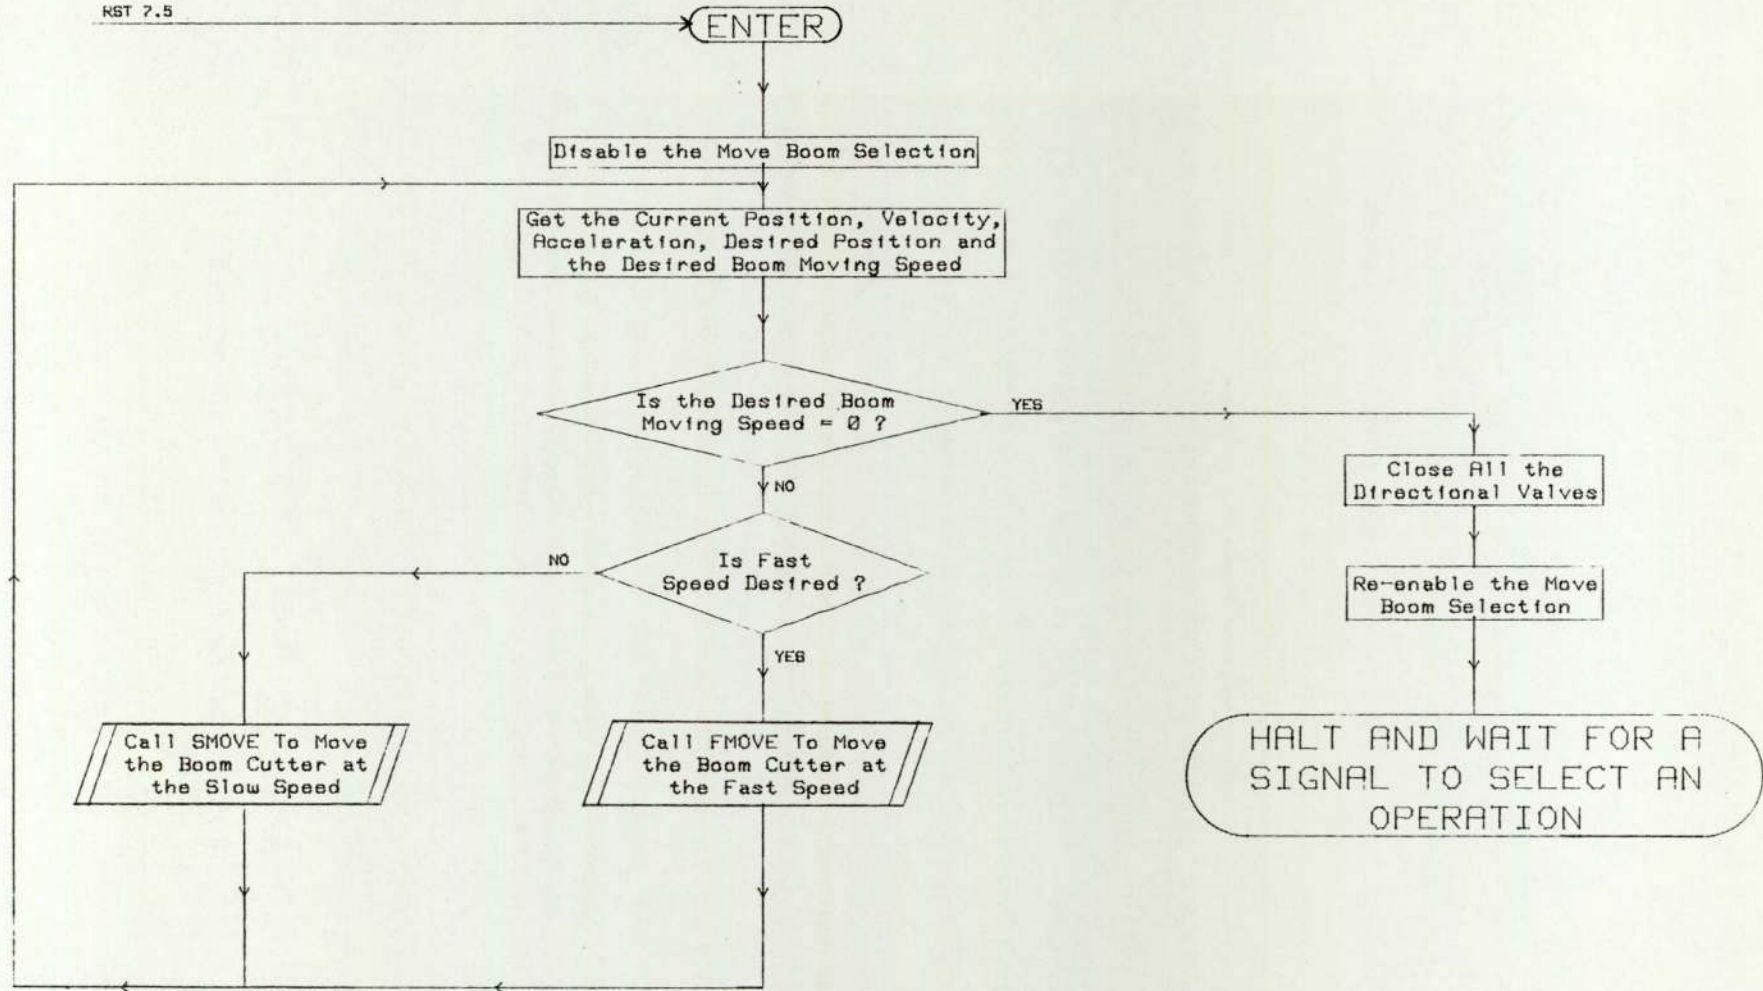 RST 7.5
ENTER
Disable the Move Boom Selection
Get the Current Position, Velocity,
Acceleration, Desired Position and
the Desired Boom Moving Speed
Is the Desired Boom
Moving Speed = 0 ?
YES
NO
Close All the
Directional Valves
Re-enable the Move
Boom Selection
HALT AND WAIT FOR A
SIGNAL TO SELECT AN
OPERATION
Is Fast
Speed Desired ?
NO
YES
Call SMOVE To Move
the Boom Cutter at
the Slow Speed
Call FMOVE To Move
the Boom Cutter at
the Fast Speed